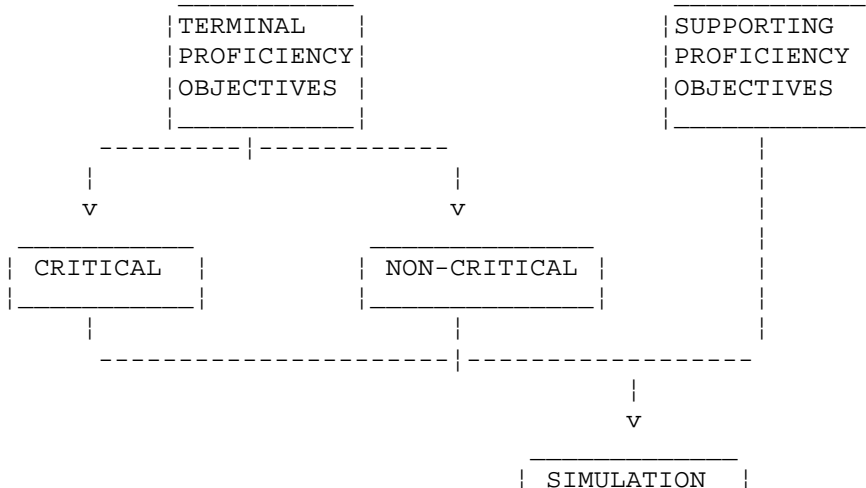 TERMINAL SUPPORTING
PROFICIENCY PROFICIENCY
OBJECTIVES OBJECTIVES
v v
CRITICAL NON-CRITICAL
v
SIMULATION